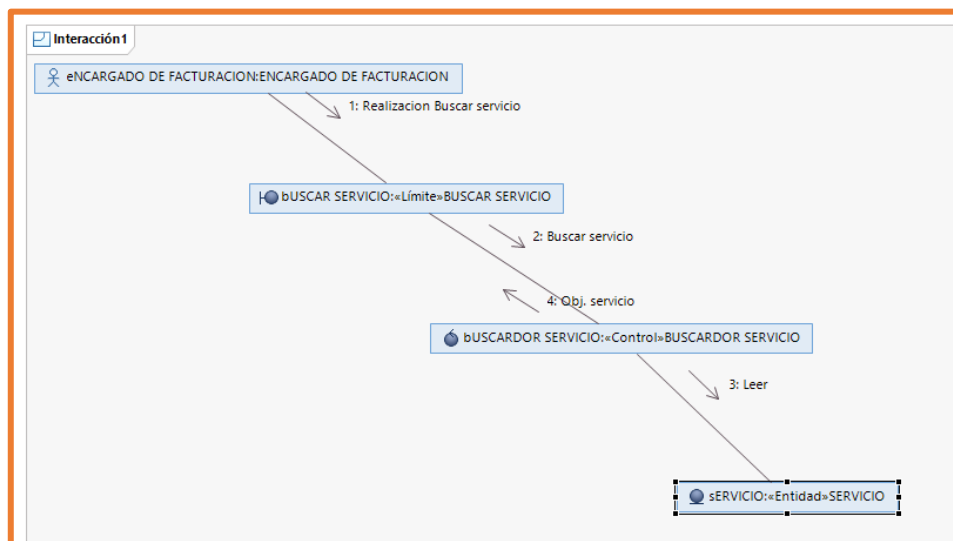 Interacción1
eNCARGADO DE FACTURACION:ENCARGADO DE FACTURACION
1: Realizacion Buscar servicio
bUSCAR SERVICIO:«Límite»BUSCAR SERVICIO
2: Buscar servicio
4: Obj. servicio
bUSCARDOR SERVICIO:«Control»BUSCARDOR SERVICIO
3: Leer
sERVICIO:«Entidad»SERVICIO